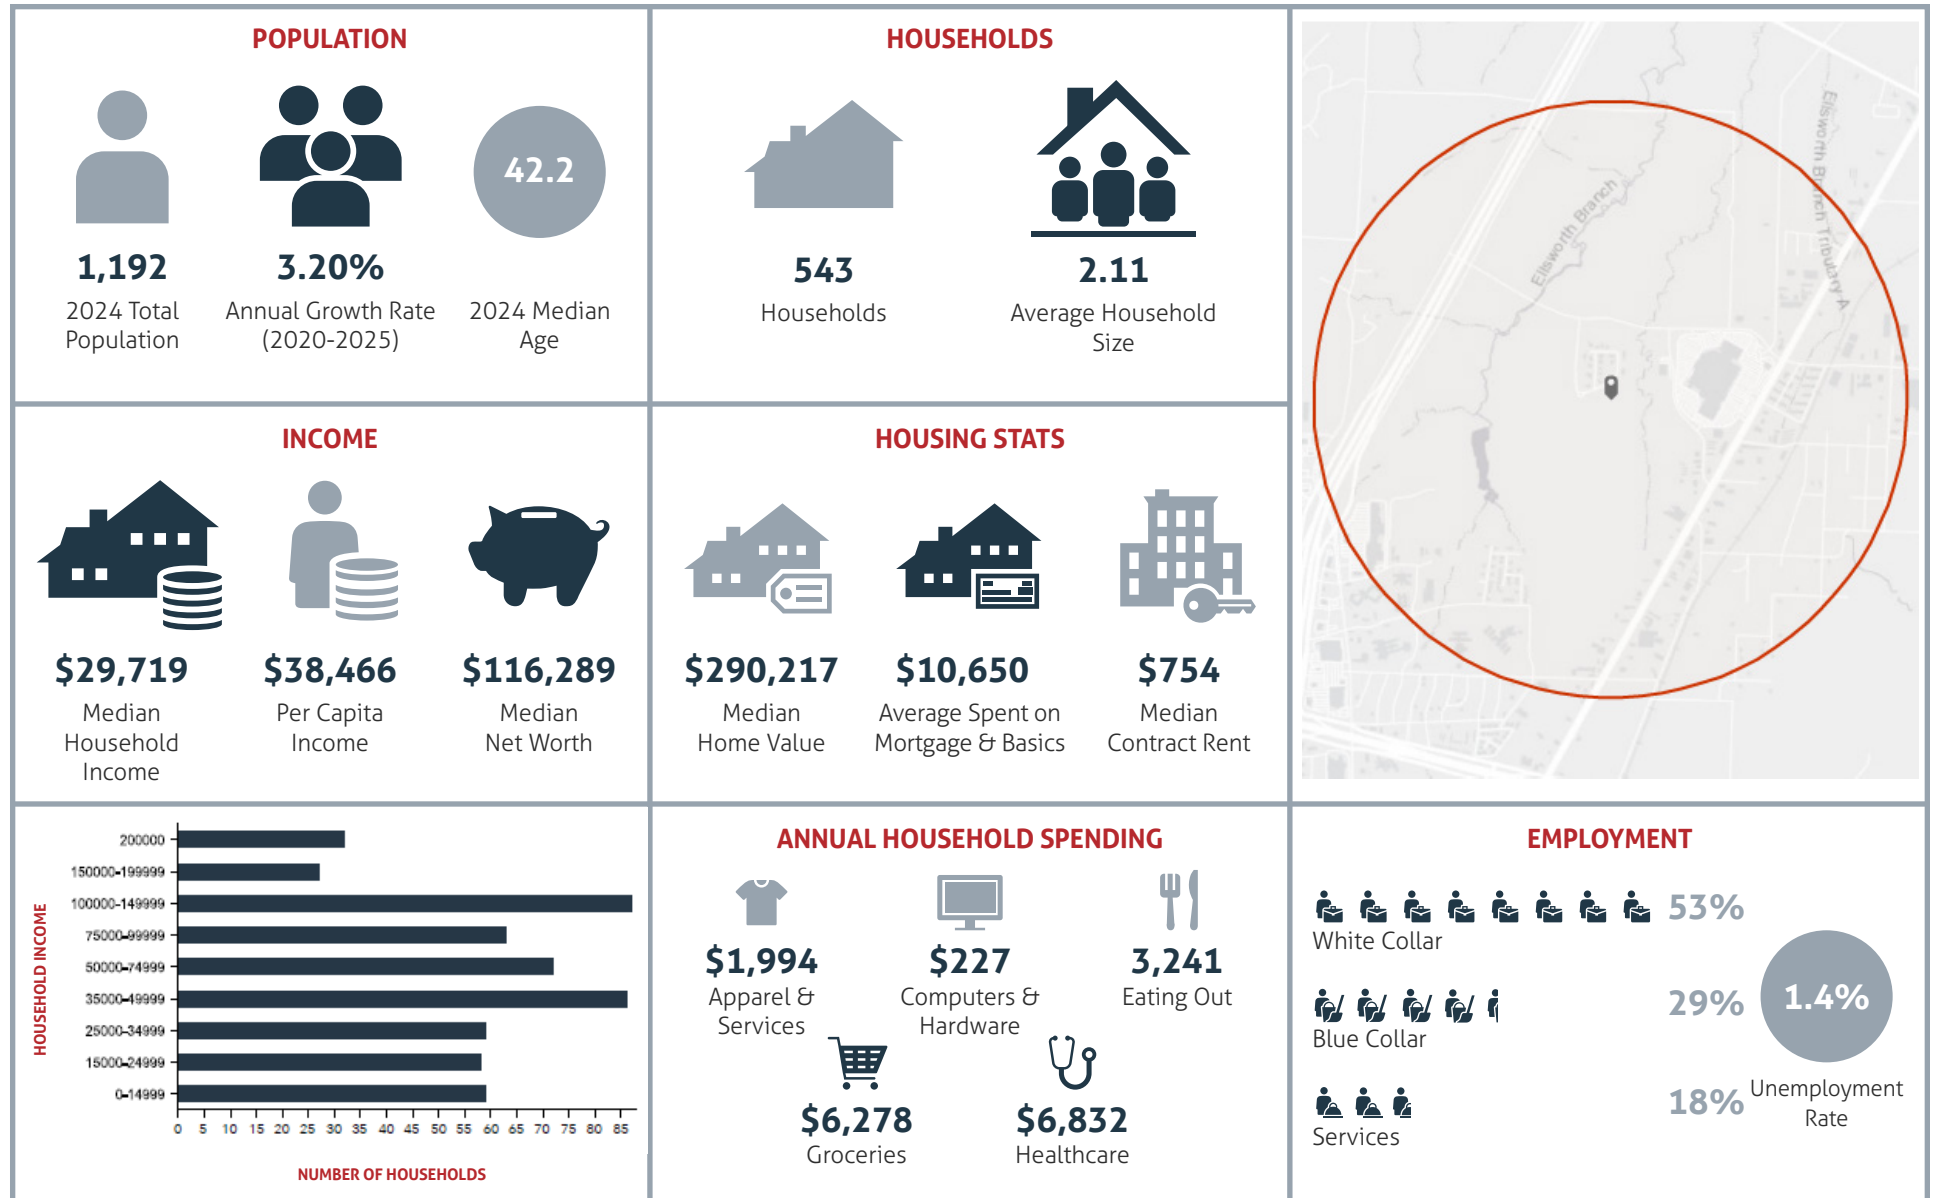 POPULATION
42.2
1,192
3.20%
2024 Total
Population
Annual Growth Rate
(2020-2025)
2024 Median
Age
HOUSEHOLDS
543
2.11
Households
Average Household
Size
Ellsworth Branch
Ellsworth Branch Tributary A
INCOME
$29,719
$38,466
$116,289
Median
Household
Income
Per Capita
Income
Median
Net Worth
HOUSING STATS
$290,217
$10,650
$754
Median
Home Value
Average Spent on
Mortgage & Basics
Median
Contract Rent
HOUSEHOLD INCOME
200000
150000-199999
100000-149999
75000-99999
50000-74999
35000-49999
25000-34999
15000-24999
0-14999
0 5 10 15 20 25 30 35 40 45 50 55 60 65 70 75 80 85
NUMBER OF HOUSEHOLDS
ANNUAL HOUSEHOLD SPENDING
$1,994
$227
3,241
Apparel &
Services
Computers &
Hardware
Eating Out
$6,278
$6,832
Groceries
Healthcare
EMPLOYMENT
53%
White Collar
29%
Blue Collar
18%
Services
1.4%
Unemployment
Rate